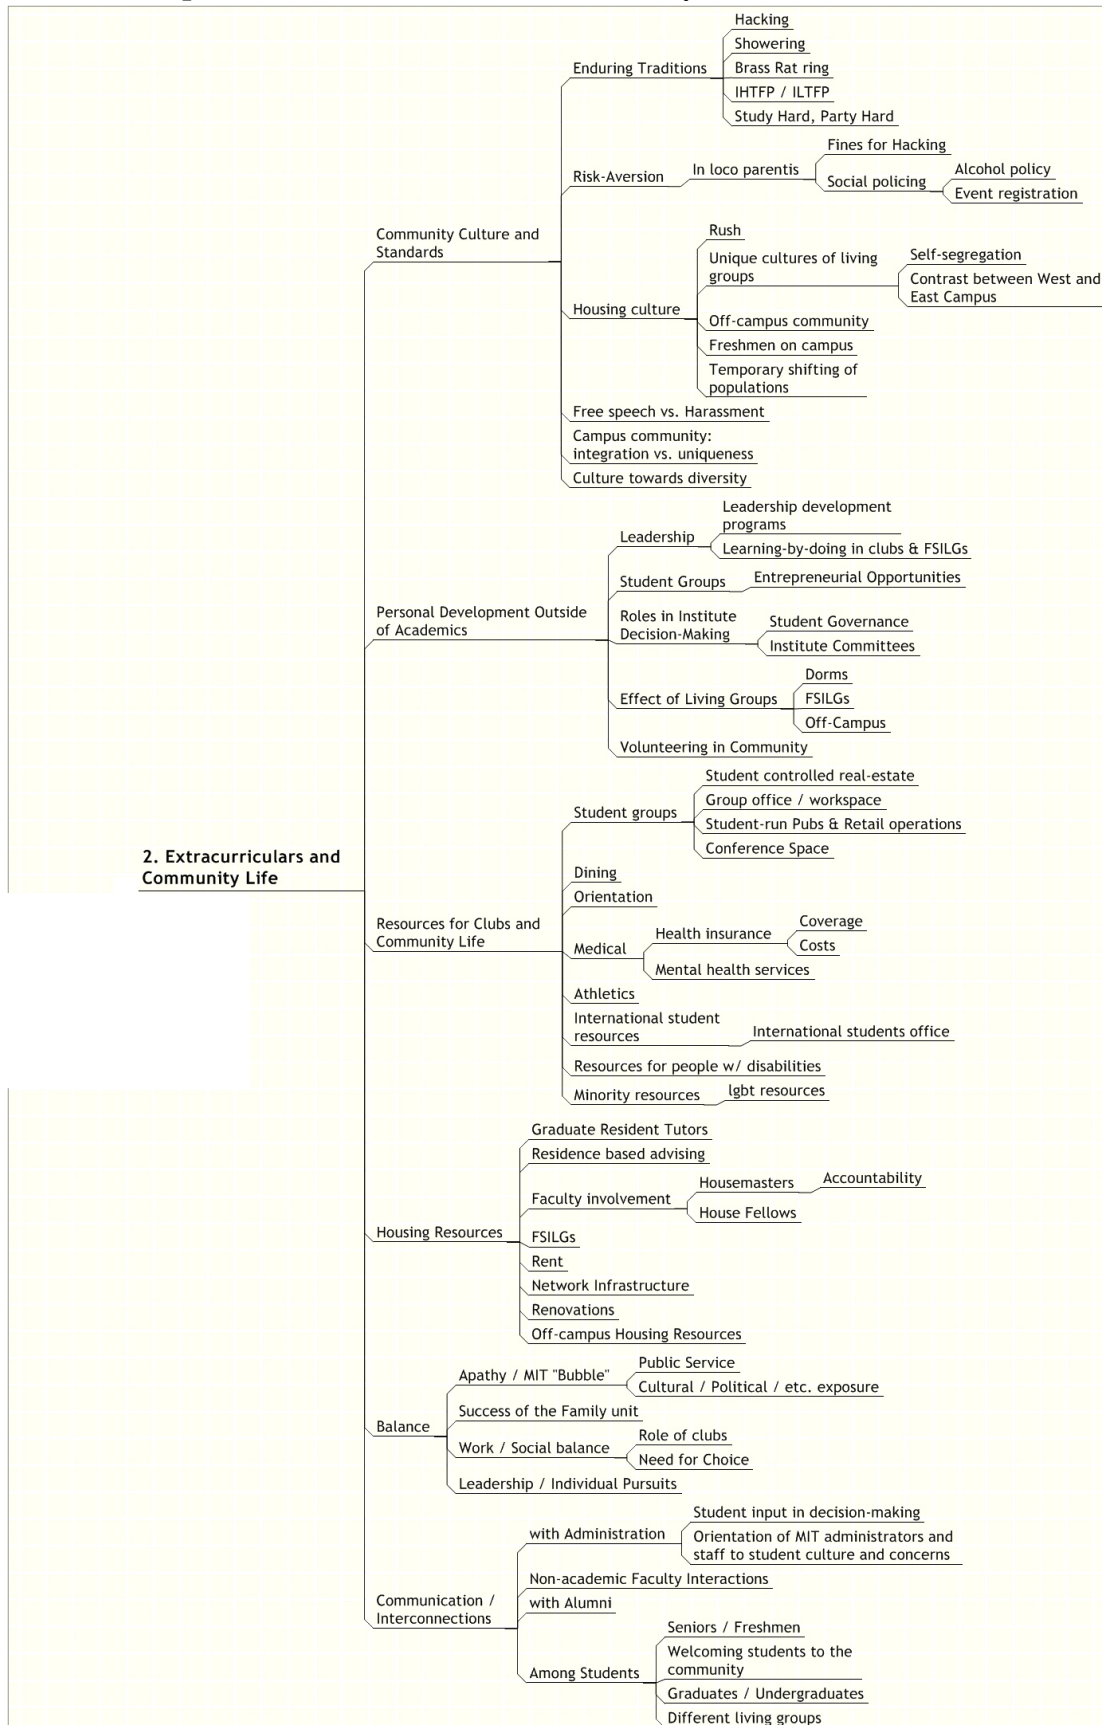 Hacking
Showering
Enduring Traditions
Brass Rat ring
IHTFP / ILTFP
Study Hard, Party Hard
Fines for Hacking
Risk-Aversion
In loco parentis
Social policing
Alcohol policy
Event registration
Community Culture and
Standards
Rush
Unique cultures of living
groups
Self-segregation
Contrast between West and
East Campus
Housing culture
Off-campus community
Freshmen on campus
Temporary shifting of
populations
Free speech vs. Harassment
Campus community:
integration vs. uniqueness
Culture towards diversity
Leadership development
programs
Leadership
Learning-by-doing in clubs & FSILGs
Student Groups
Entrepreneurial Opportunities
Personal Development Outside
of Academics
Roles in Institute
Decision-Making
Student Governance
Institute Committees
Dorms
Effect of Living Groups
FSILGs
Off-Campus
Volunteering in Community
Student controlled real-estate
Student groups
Group office / workspace
Student-run Pubs & Retail operations
Conference Space
2. Extracurriculars and
Community Life
Dining
Orientation
Resources for Clubs and
Community Life
Medical
Health insurance
Coverage
Costs
Mental health services
Athletics
International student
resources
International students office
Resources for people w/ disabilities
Minority resources
lgbt resources
Graduate Resident Tutors
Residence based advising
Faculty involvement
Housemasters
Accountability
House Fellows
Housing Resources
FSILGs
Rent
Network Infrastructure
Renovations
Off-campus Housing Resources
Apathy / MIT "Bubble"
Public Service
Cultural / Political / etc. exposure
Balance
Success of the Family unit
Work / Social balance
Role of clubs
Need for Choice
Leadership / Individual Pursuits
with Administration
Student input in decision-making
Orientation of MIT administrators and
staff to student culture and concerns
Non-academic Faculty Interactions
Communication /
Interconnections
with Alumni
Among Students
Seniors / Freshmen
Welcoming students to the
community
Graduates / Undergraduates
Different living groups